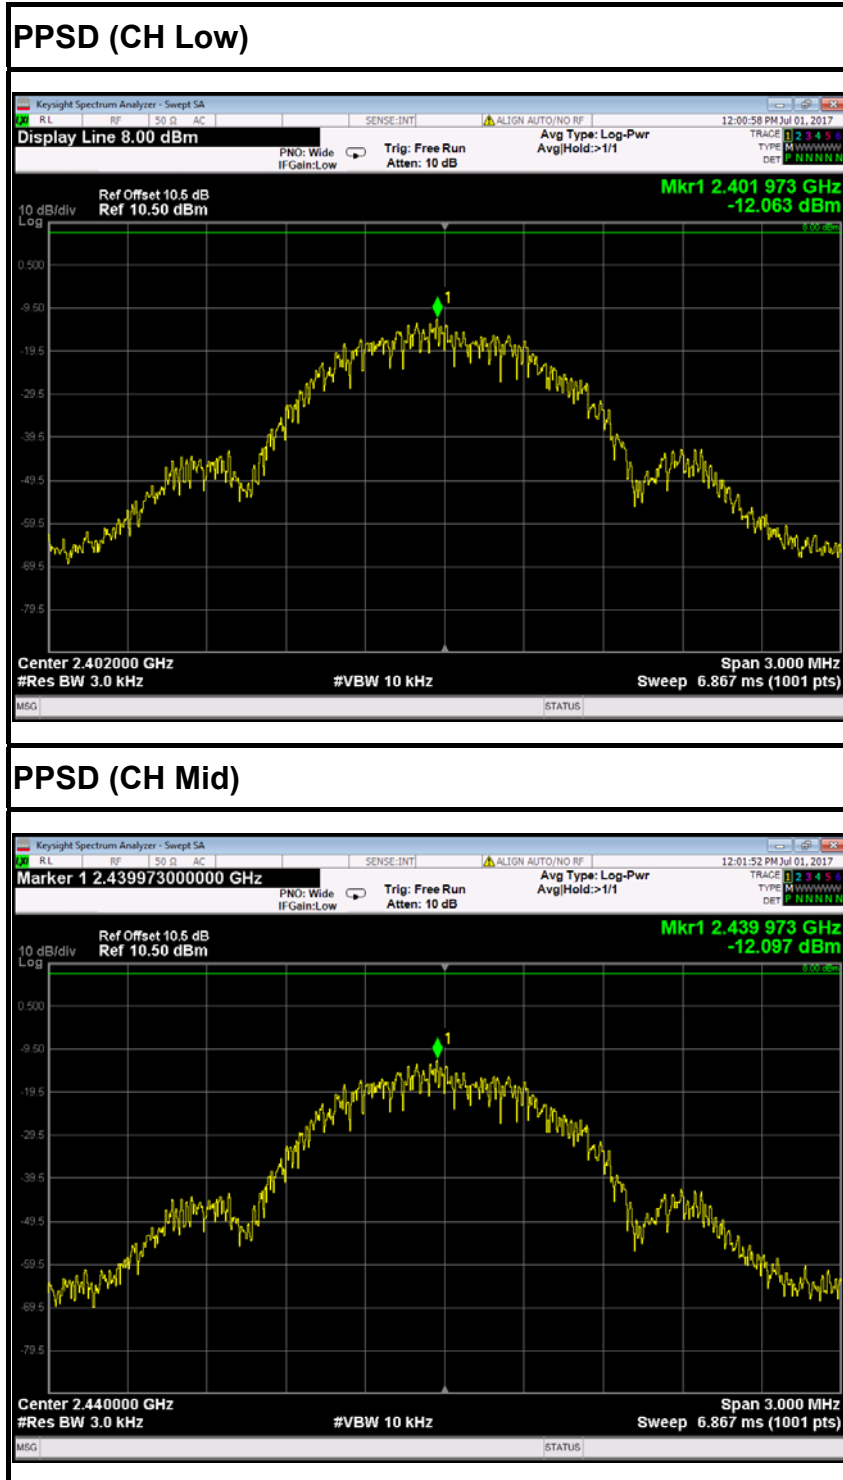 PPSD (CH Low)
Keysight Spectrum Analyzer - Swept SA
RL RF 50 Ω AC SENSE:INT ALIGN AUTO/NO RF 12:00:58 PM Jul 01, 2017
Display Line 8.00 dBm
PNO: Wide Trig: Free Run Avg Type: Log-Pwr TRACE 1 2 3 4 5 6
IFGain:Low Atten: 10 dB Avg|Hold:>1/1 TYPE M WWWWW
DET P N N N N N
Mkr1 2.401 973 GHz
-12.063 dBm
Ref Offset 10.5 dB
10 dB/div Ref 10.50 dBm
Log
8.00 dBm
0.500
1
-9.50
-19.5
-29.5
-39.5
-49.5
-59.5
-69.5
-79.5
Center 2.402000 GHz Span 3.000 MHz
#Res BW 3.0 kHz #VBW 10 kHz Sweep 6.867 ms (1001 pts)
MSG STATUS
PPSD (CH Mid)
Keysight Spectrum Analyzer - Swept SA
RL RF 50 Ω AC SENSE:INT ALIGN AUTO/NO RF 12:01:52 PM Jul 01, 2017
Marker 1 2.439973000000 GHz
PNO: Wide Trig: Free Run Avg Type: Log-Pwr TRACE 1 2 3 4 5 6
IFGain:Low Atten: 10 dB Avg|Hold:>1/1 TYPE M WWWWW
DET P N N N N N
Mkr1 2.439 973 GHz
-12.097 dBm
Ref Offset 10.5 dB
10 dB/div Ref 10.50 dBm
Log
8.00 dBm
0.500
1
-9.50
-19.5
-29.5
-39.5
-49.5
-59.5
-69.5
-79.5
Center 2.440000 GHz Span 3.000 MHz
#Res BW 3.0 kHz #VBW 10 kHz Sweep 6.867 ms (1001 pts)
MSG STATUS